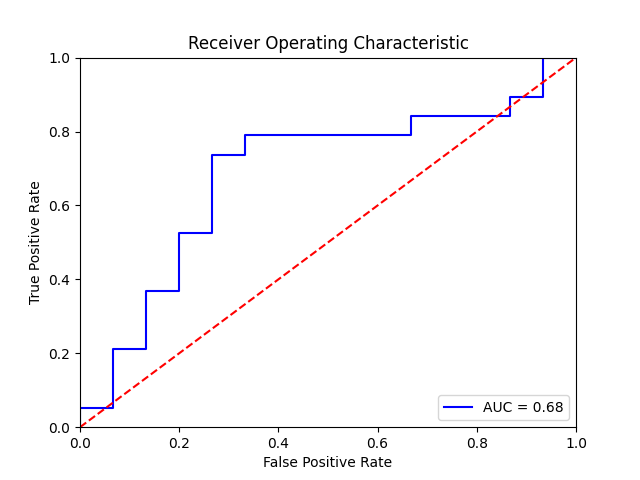 Receiver Operating Characteristic
True Positive Rate
1.0
0.8
0.6
0.4
0.2
0.0
AUC = 0.68
0.0 0.2 0.4 0.6 0.8 1.0
False Positive Rate